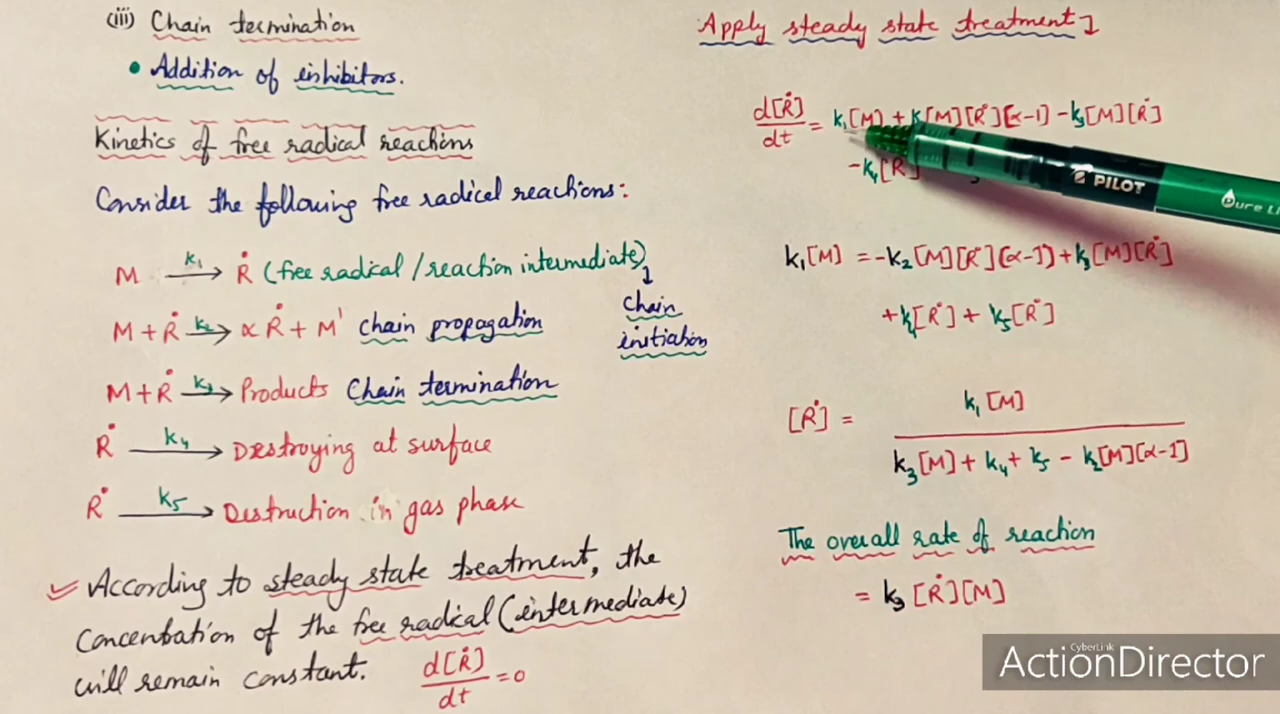 (iii) Chain termination
• Addition of inhibitors.
Kinetics of free radical reactions
Consider the following free radical reactions:
M —k₁→ Ṙ (free radical/reaction intermediate)
↓
Chain
initiation
M + Ṙ —k₂→ ∝ Ṙ + M' Chain propagation
M + Ṙ —k₃→ Products Chain termination
R˙ —k₄→ Destroying at surface
R˙ —k₅→ Destruction in gas phase
According to steady state treatment, the
concentration of the free radical (intermediate)
will remain constant. d[Ṙ]/dt = 0
Apply steady state treatment
d[Ṙ]/dt = k₁[M] + k[M][R˙][∝-1) - k₃[M][R˙]
-k₄[R]
k₁[M] = -k₂[M][R˙][∝-1) + k₃[M][R˙]
+ k₄[R˙] + k₅[R˙]
[R˙] = k₁[M] / k₃[M] + k₄ + k₅ - k₂[M][∝-1]
The overall rate of reaction
= k₃[Ṙ][M]
PILOT
Pure Li
CyberLink
ActionDirector